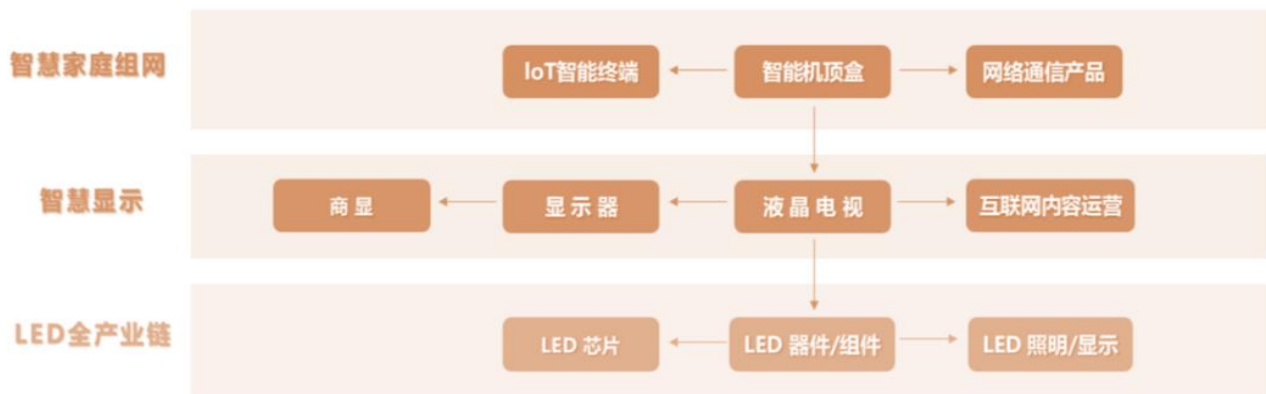 智慧家庭组网
IoT智能终端
智能机顶盒
网络通信产品
智慧显示
商显
显示器
液晶电视
互联网内容运营
LED全产业链
LED 芯片
LED 器件/组件
LED 照明/显示